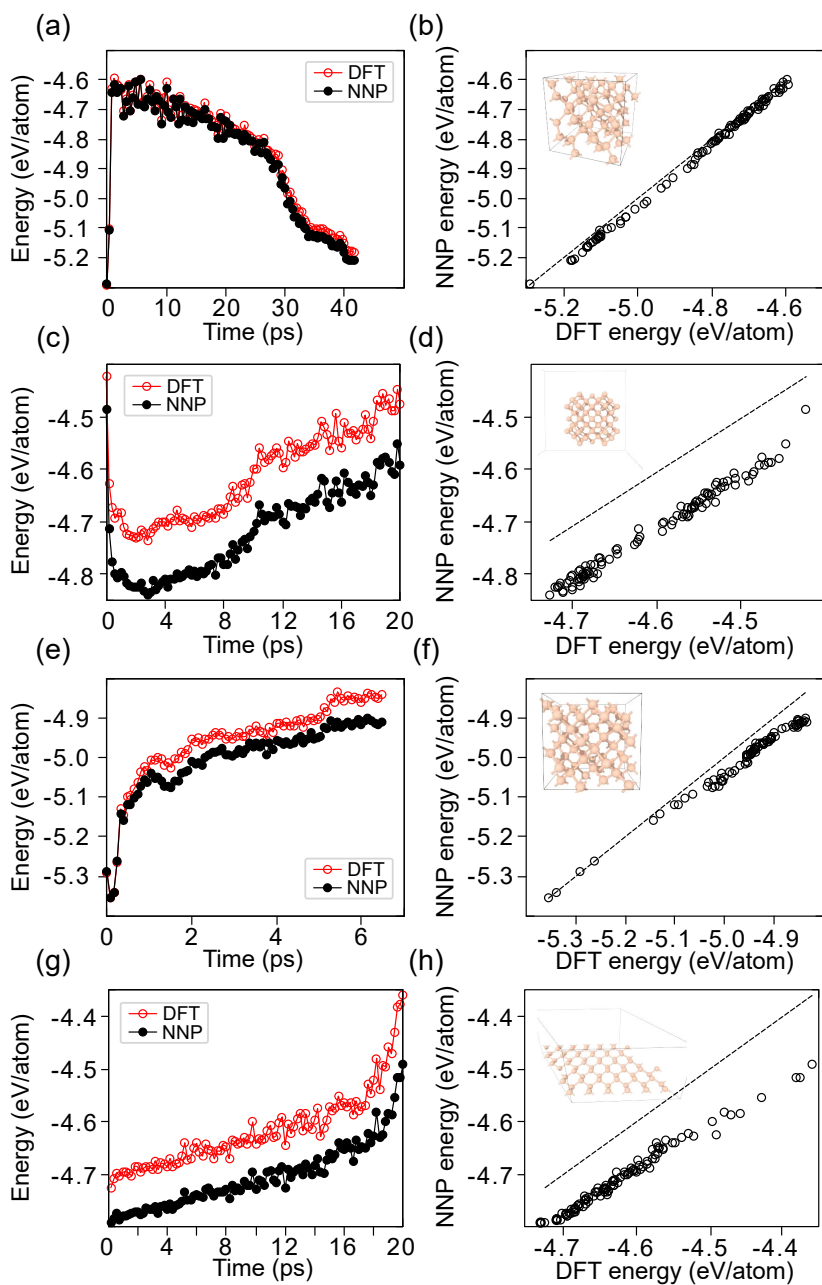 (a)
Energy (eV/atom)
-4.6
-4.7
-4.8
-4.9
-5.0
-5.1
-5.2
DFT
NNP
0 10 20 30 40
Time (ps)
(b)
NNP energy (eV/atom)
-4.6
-4.7
-4.8
-4.9
-5.0
-5.1
-5.2
-5.2 -5.0 -4.8 -4.6
DFT energy (eV/atom)
(c)
Energy (eV/atom)
-4.5
-4.6
-4.7
-4.8
DFT
NNP
0 4 8 12 16 20
Time (ps)
(d)
NNP energy (eV/atom)
-4.5
-4.6
-4.7
-4.8
-4.7 -4.6 -4.5
DFT energy (eV/atom)
(e)
Energy (eV/atom)
-4.9
-5.0
-5.1
-5.2
-5.3
DFT
NNP
0 2 4 6
Time (ps)
(f)
NNP energy (eV/atom)
-4.9
-5.0
-5.1
-5.2
-5.3
-5.3 -5.2 -5.1 -5.0 -4.9
DFT energy (eV/atom)
(g)
Energy (eV/atom)
-4.4
-4.5
-4.6
-4.7
DFT
NNP
0 4 8 12 16 20
Time (ps)
(h)
NNP energy (eV/atom)
-4.4
-4.5
-4.6
-4.7
-4.7 -4.6 -4.5 -4.4
DFT energy (eV/atom)